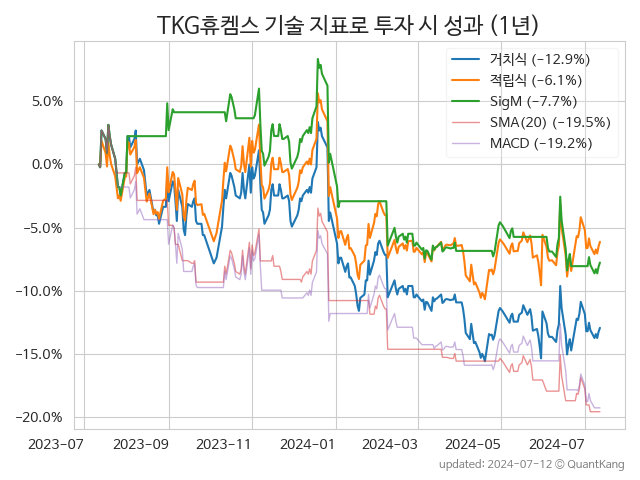 TKG휴켐스 기술 지표로 투자 시 성과 (1년)
거치식 (−12.9%)
적립식 (−6.1%)
SigM (−7.7%)
SMA(20) (−19.5%)
MACD (−19.2%)
5.0%
0.0%
−5.0%
−10.0%
−15.0%
−20.0%
2023-07 2023-09 2023-11 2024-01 2024-03 2024-05 2024-07
updated: 2024-07-12 © QuantKang